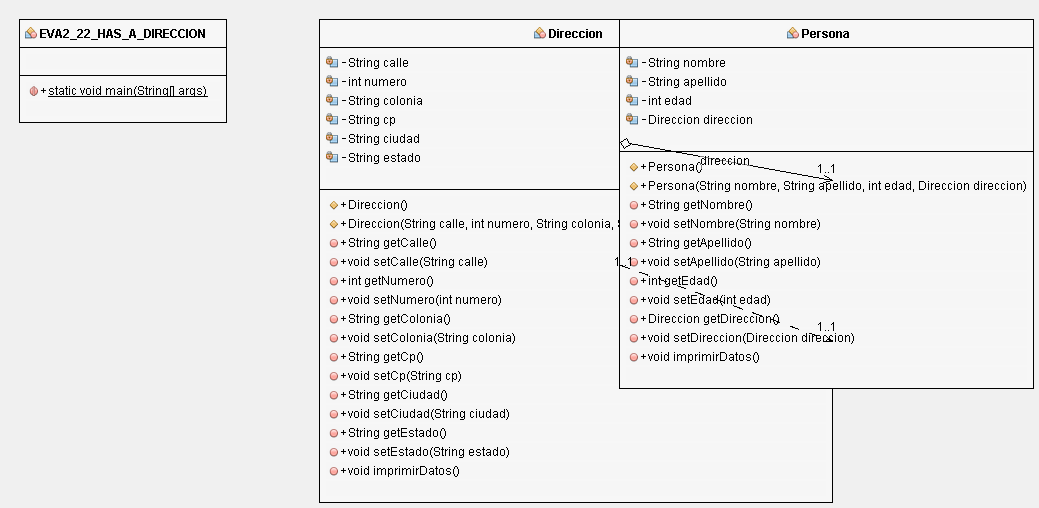 EVA2_22_HAS_A_DIRECCION
+static void main(String[] args)
Direccion
-String calle
-int numero
-String colonia
-String cp
-String ciudad
-String estado
+Direccion()
+Direccion(String calle, int numero, String colonia,
+String getCalle()
+void setCalle(String calle)
+int getNumero()
+void setNumero(int numero)
+String getColonia()
+void setColonia(String colonia)
+String getCp()
+void setCp(String cp)
+String getCiudad()
+void setCiudad(String ciudad)
+String getEstado()
+void setEstado(String estado)
+void imprimirDatos()
Persona
-String nombre
-String apellido
-int edad
-Direccion direccion
direccion
1..1
+Persona()
+Persona(String nombre, String apellido, int edad, Direccion direccion)
+String getNombre()
+void setNombre(String nombre)
+String getApellido()
+void setApellido(String apellido)
1..1
+int getEdad()
+void setEdad(int edad)
+Direccion getDireccion()
1..1
+void setDireccion(Direccion direccion)
+void imprimirDatos()